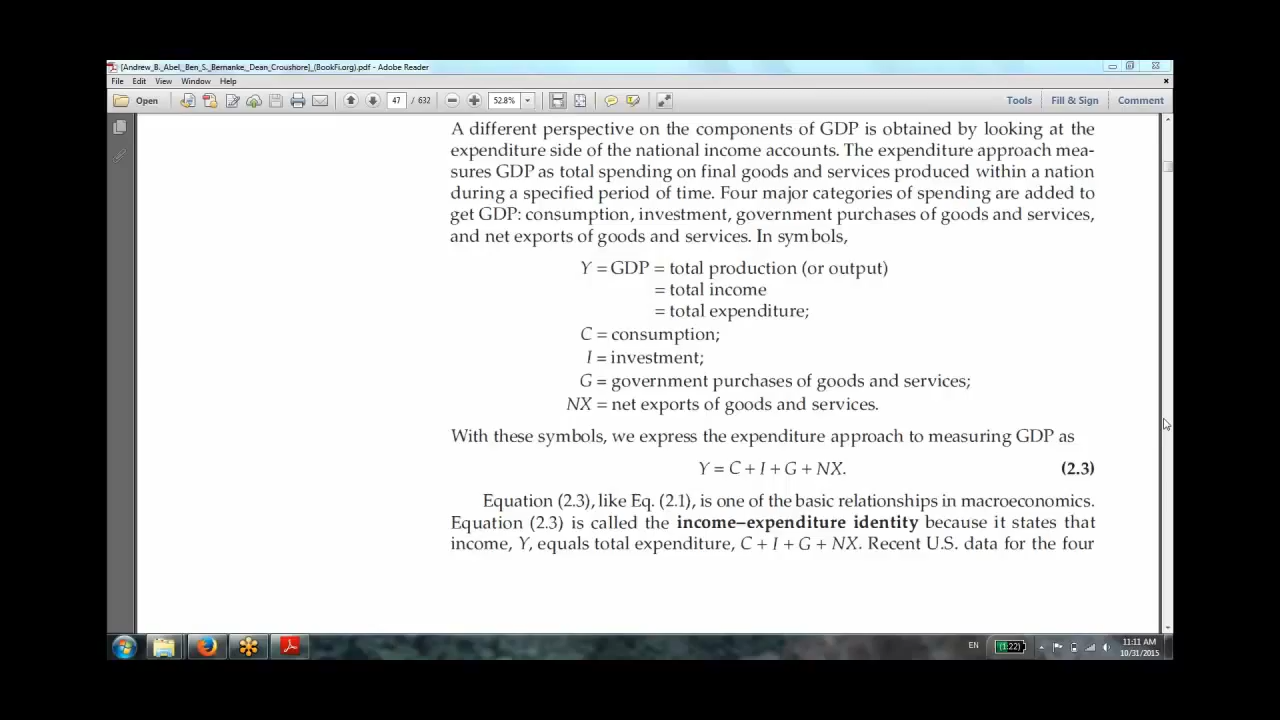 [Andrew_B._Abel,_Ben_S._Bernanke,_Dean_Croushore]_(BookFi.org).pdf - Adobe Reader
File Edit View Window Help
Open 47 / 632 52.8% Tools Fill & Sign Comment
A different perspective on the components of GDP is obtained by looking at the
expenditure side of the national income accounts. The expenditure approach mea-
sures GDP as total spending on final goods and services produced within a nation
during a specified period of time. Four major categories of spending are added to
get GDP: consumption, investment, government purchases of goods and services,
and net exports of goods and services. In symbols,
Y = GDP = total production (or output)
= total income
= total expenditure;
C = consumption;
I = investment;
G = government purchases of goods and services;
NX = net exports of goods and services.
With these symbols, we express the expenditure approach to measuring GDP as
Y = C + I + G + NX. (2.3)
Equation (2.3), like Eq. (2.1), is one of the basic relationships in macroeconomics.
Equation (2.3) is called the income–expenditure identity because it states that
income, Y, equals total expenditure, C + I + G + NX. Recent U.S. data for the four
EN (1:22) 11:11 AM
10/31/2015